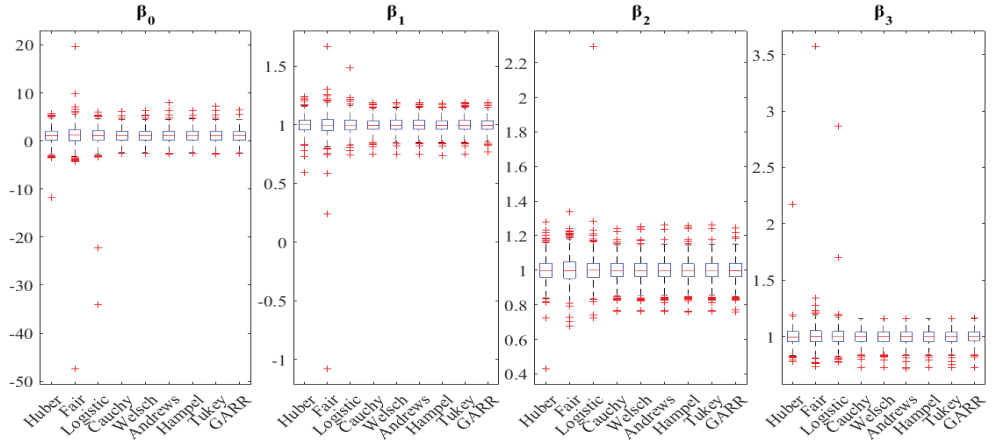 β0
20
10
0
-10
-20
-30
-40
-50
Huber
Fair
Logistic
Cauchy
Welsch
Andrews
Hampel
Tukey
GARR
β1
1.5
1
0.5
0
-0.5
-1
Huber
Fair
Logistic
Cauchy
Welsch
Andrews
Hampel
Tukey
GARR
β2
2.2
2
1.8
1.6
1.4
1.2
1
0.8
0.6
0.4
Huber
Fair
Logistic
Cauchy
Welsch
Andrews
Hampel
Tukey
GARR
β3
3.5
3
2.5
2
1.5
1
Huber
Fair
Logistic
Cauchy
Welsch
Andrews
Hampel
Tukey
GARR